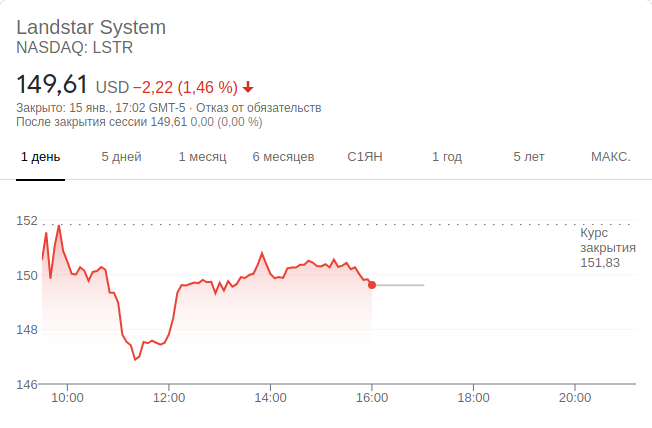 Landstar System
NASDAQ: LSTR
149,61 USD −2,22 (1,46 %)
Закрыто: 15 янв., 17:02 GMT-5 · Отказ от обязательств
После закрытия сессии 149,61 0,00 (0,00 %)
1 день 5 дней 1 месяц 6 месяцев С1ЯН 1 год 5 лет МАКС.
152
Курс
закрытия
151,83
150
148
146
10:00 12:00 14:00 16:00 18:00 20:00